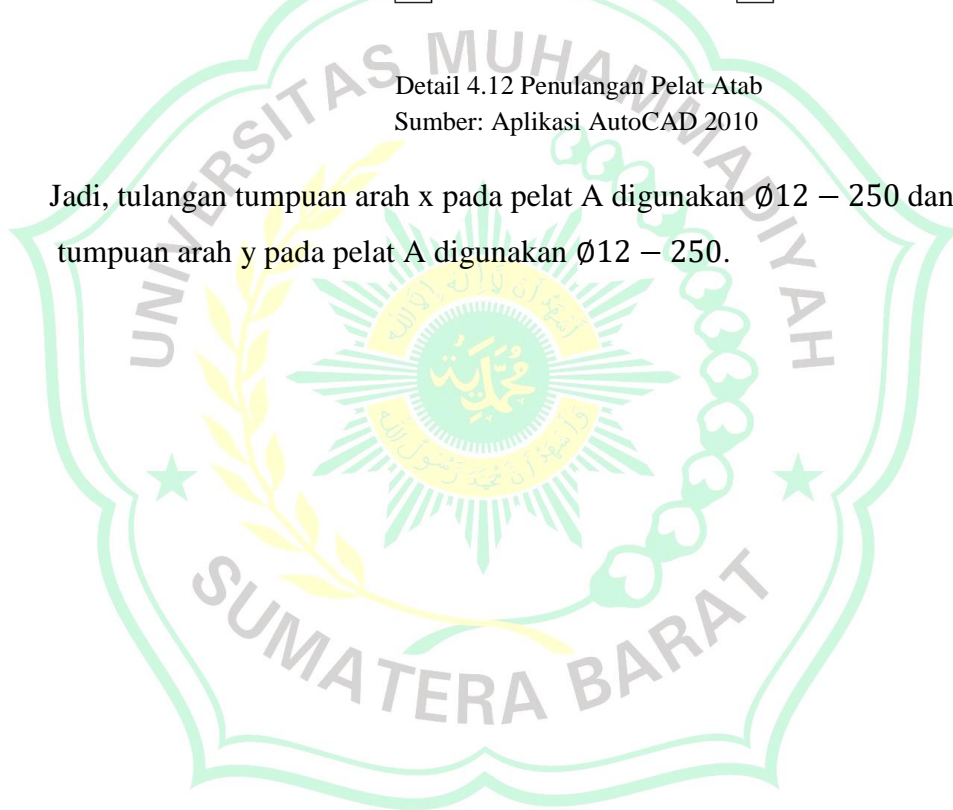 Detail 4.12 Penulangan Pelat Atab
Sumber: Aplikasi AutoCAD 2010
Jadi, tulangan tumpuan arah x pada pelat A digunakan ∅12 − 250 dan
tumpuan arah y pada pelat A digunakan ∅12 − 250.
UNIVERSITAS MUHAMMADIYAH
محمدية
SUMATERA BARAT